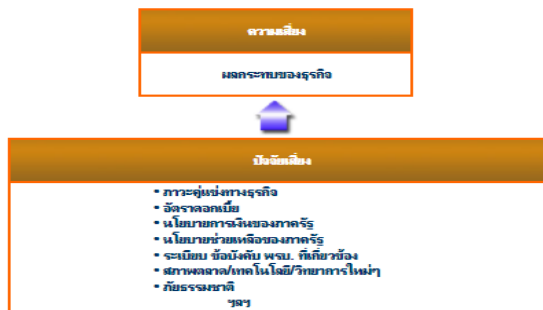 ความเสี่ยง
ผลกระทบของธุรกิจ
ปัจจัยเสี่ยง
• ภาวะคู่แข่งทางธุรกิจ
• อัตราดอกเบี้ย
• นโยบายการเงินของภาครัฐ
• นโยบายช่วยเหลือของภาครัฐ
• ระเบียบ ข้อบังคับ พรบ. ที่เกี่ยวข้อง
• สภาพตลาด/เทคโนโลยี/วิทยาการใหม่ๆ
• ภัยธรรมชาติ
ฯลฯ